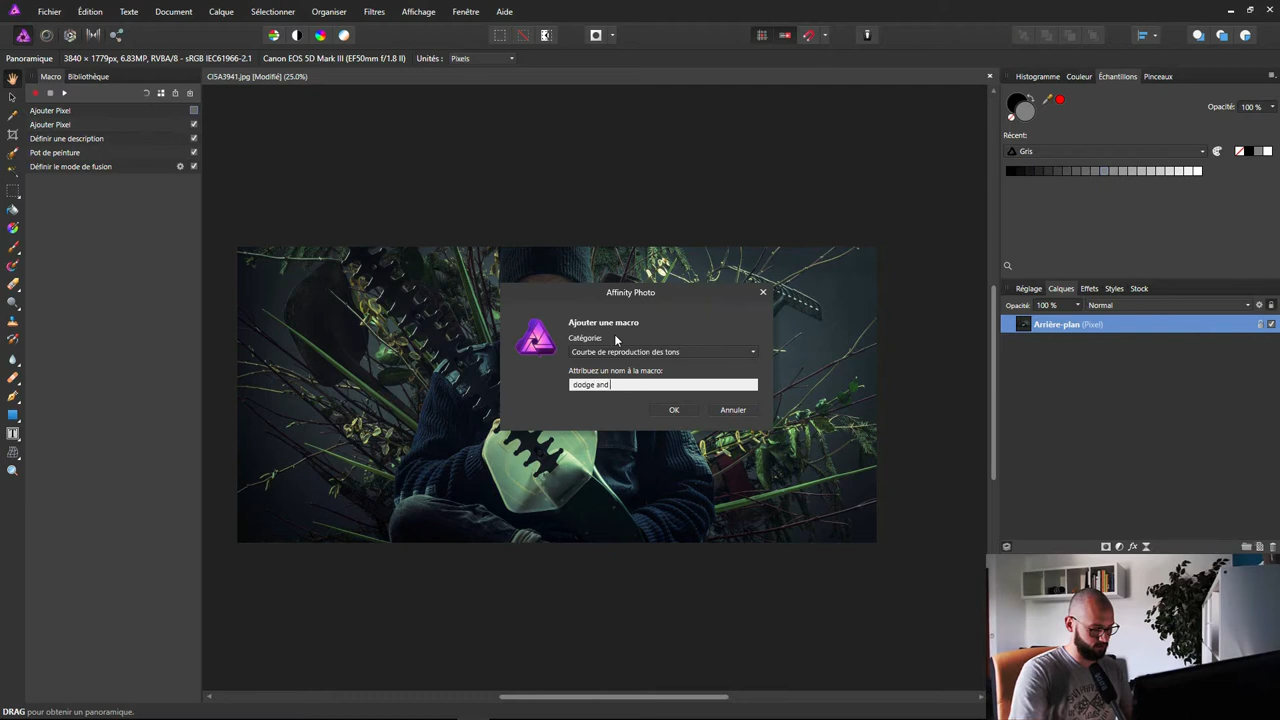 Fichier Édition Texte Document Calque Sélectionner Organiser Filtres Affichage Fenêtre Aide
Panoramique 3840 × 1779px, 6.83MP, RVBA/8 - sRGB IEC61966-2.1 Canon EOS 5D Mark III (EF50mm f/1.8 II) Unités : Pixels
Macro Bibliothèque
CI5A3941.jpg [Modifié] (25.0%)
Histogramme Couleur Échantillons Pinceaux
Ajouter Pixel
Ajouter Pixel
Définir une description
Pot de peinture
Définir le mode de fusion
Opacité: 100 %
Récent:
Gris
Affinity Photo
Ajouter une macro
Catégorie:
Courbe de reproduction des tons
Attribuez un nom à la macro:
dodge and
OK Annuler
Réglage Calques Effets Styles Stock
Opacité: 100 % Normal
Arrière-plan (Pixel)
DRAG pour obtenir un panoramique.